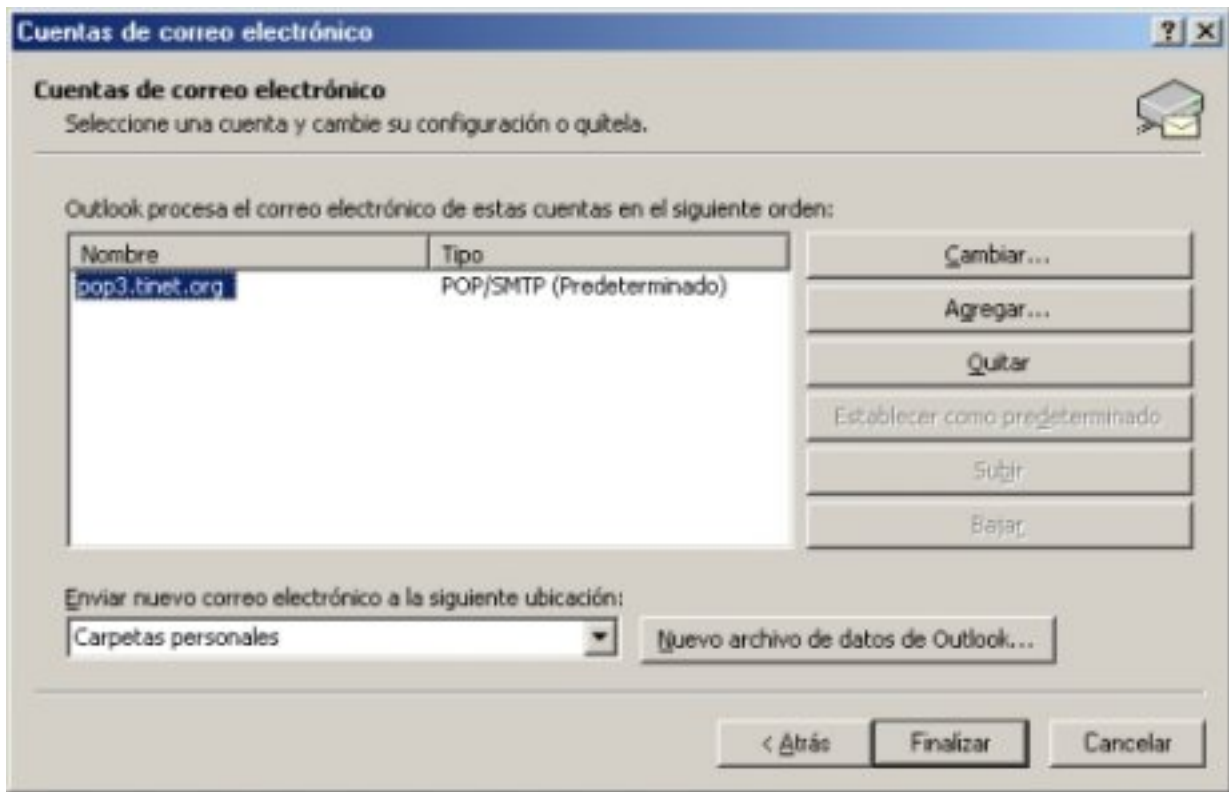 Cuentas de correo electrónico
Cuentas de correo electrónico
Seleccione una cuenta y cambie su configuración o quítela.
Outlook procesa el correo electrónico de estas cuentas en el siguiente orden:
Nombre Tipo
pop3.tinet.org POP/SMTP (Predeterminado)
Cambiar...
Agregar...
Quitar
Establecer como predeterminado
Subir
Bajar
Enviar nuevo correo electrónico a la siguiente ubicación:
Carpetas personales
Nuevo archivo de datos de Outlook...
< Atrás Finalizar Cancelar